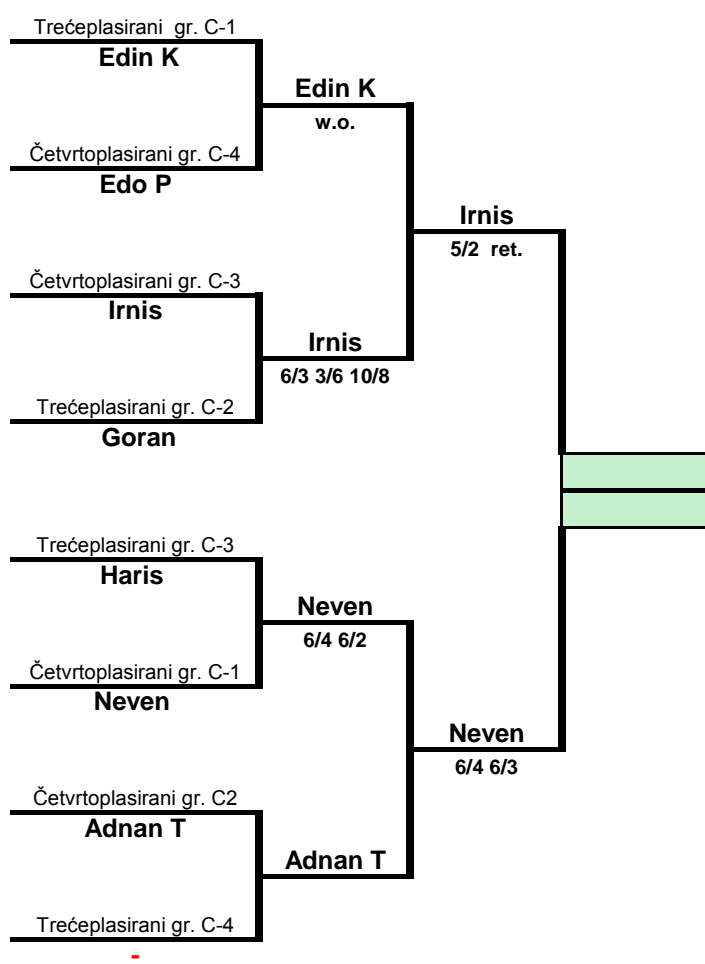 Trećeplasirani gr. C-1
Edin K
Edin K
w.o.
Četvrtoplasirani gr. C-4
Edo P
Irnis
5/2 ret.
Četvrtoplasirani gr. C-3
Irnis
Irnis
6/3 3/6 10/8
Trećeplasirani gr. C-2
Goran
Trećeplasirani gr. C-3
Haris
Neven
6/4 6/2
Četvrtoplasirani gr. C-1
Neven
Neven
6/4 6/3
Četvrtoplasirani gr. C2
Adnan T
Adnan T
Trećeplasirani gr. C-4
-